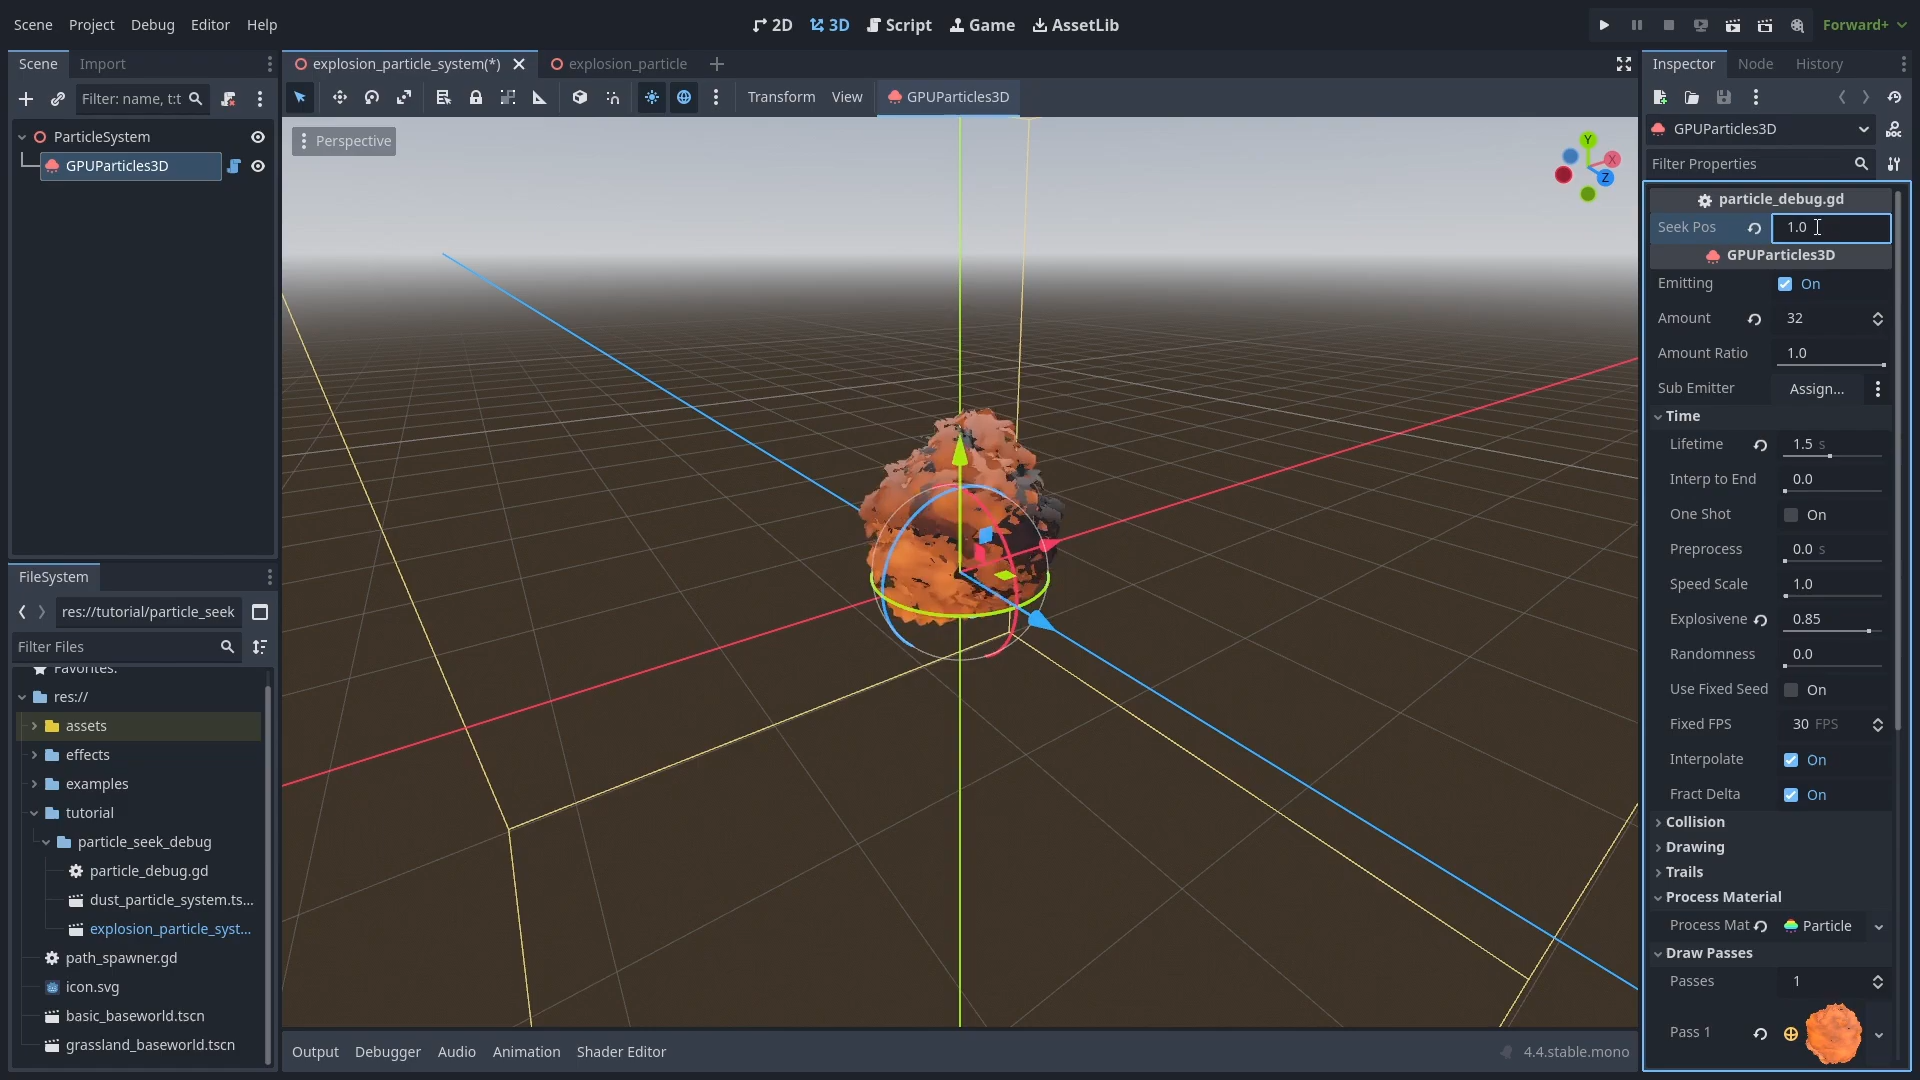 Scene Project Debug Editor Help
2D 3D Script Game AssetLib
Forward+
Scene Import
explosion_particle_system(*) explosion_particle
Inspector Node History
Filter: name, t:t
Transform View GPUParticles3D
ParticleSystem
GPUParticles3D
Perspective
Y
X
Z
GPUParticles3D
DOC
Filter Properties
particle_debug.gd
Seek Pos 1.0
GPUParticles3D
Emitting On
Amount 32
Amount Ratio 1.0
Sub Emitter Assign...
Time
Lifetime 1.5 s
Interp to End 0.0
One Shot On
Preprocess 0.0 s
Speed Scale 1.0
Explosivene 0.85
Randomness 0.0
Use Fixed Seed On
Fixed FPS 30 FPS
Interpolate On
Fract Delta On
Collision
Drawing
Trails
Process Material
Process Mat Particle
Draw Passes
Passes 1
Pass 1
FileSystem
res://tutorial/particle_seek
Filter Files
Favorites:
res://
assets
effects
examples
tutorial
particle_seek_debug
particle_debug.gd
dust_particle_system.ts...
explosion_particle_syst...
path_spawner.gd
icon.svg
basic_baseworld.tscn
grassland_baseworld.tscn
Output Debugger Audio Animation Shader Editor
4.4.stable.mono